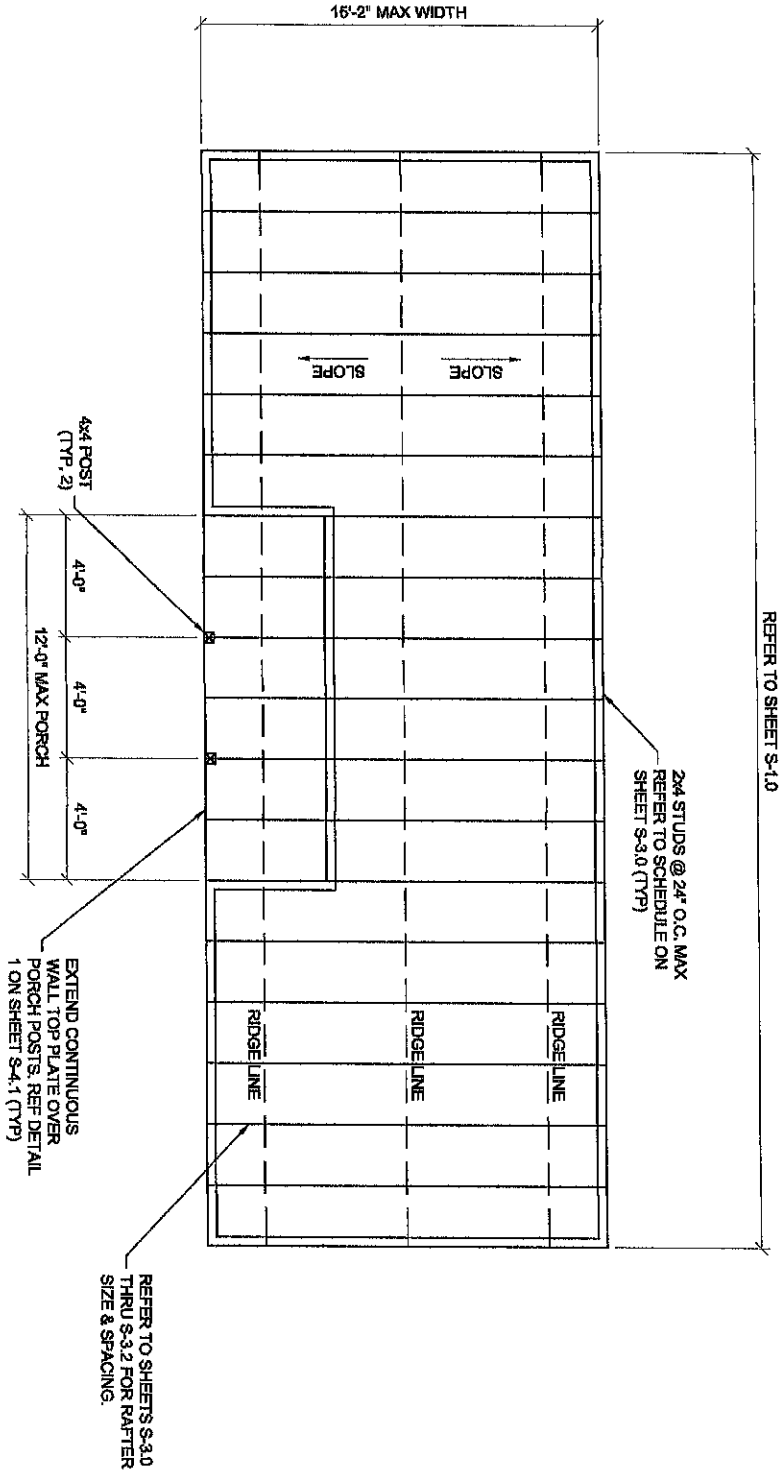 16'-2" MAX WIDTH
REFER TO SHEET S-1.0
2x4 STUDS @ 24" O.C. MAX
REFER TO SCHEDULE ON
SHEET S-3.0 (TYP)
SLOPE
SLOPE
RIDGE LINE
RIDGE LINE
RIDGE LINE
4x4 POST
(TYP, 2)
4'-0"
4'-0"
4'-0"
12'-0" MAX PORCH
EXTEND CONTINUOUS
WALL TOP PLATE OVER
PORCH POSTS. REF DETAIL
1 ON SHEET S-4.1 (TYP)
REFER TO SHEETS S-3.0
THRU S-3.2 FOR RAFTER
SIZE & SPACING.